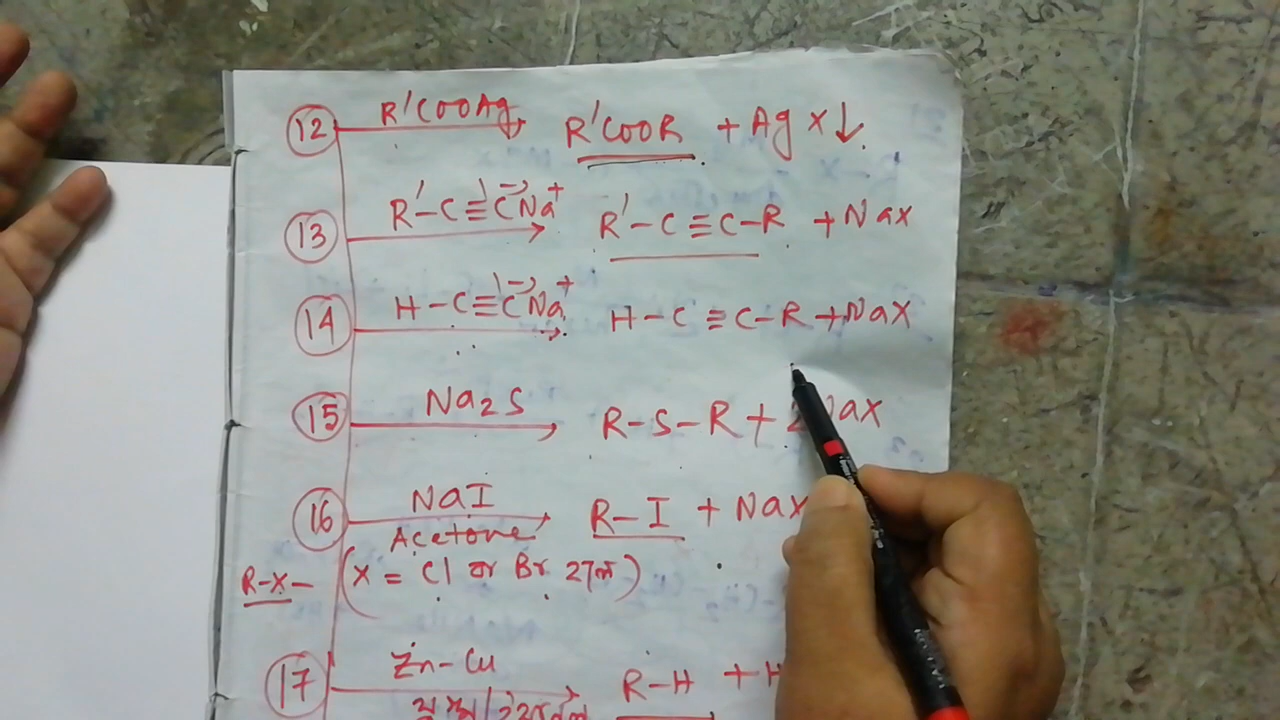 12 R'COOAg R'COOR + Ag X↓
13 R'-C≡C⁽⁻⁾Na⁺ R'-C≡C-R + Nax
14 H-C≡C⁽⁻⁾Na⁺ H-C≡C-R + NaX
15 Na₂S R-S-R + 2NaX
16 NaI R-I + Nax
Acetone
R-X- (X = Cl or Br
17 Zn-Cu R-H + H